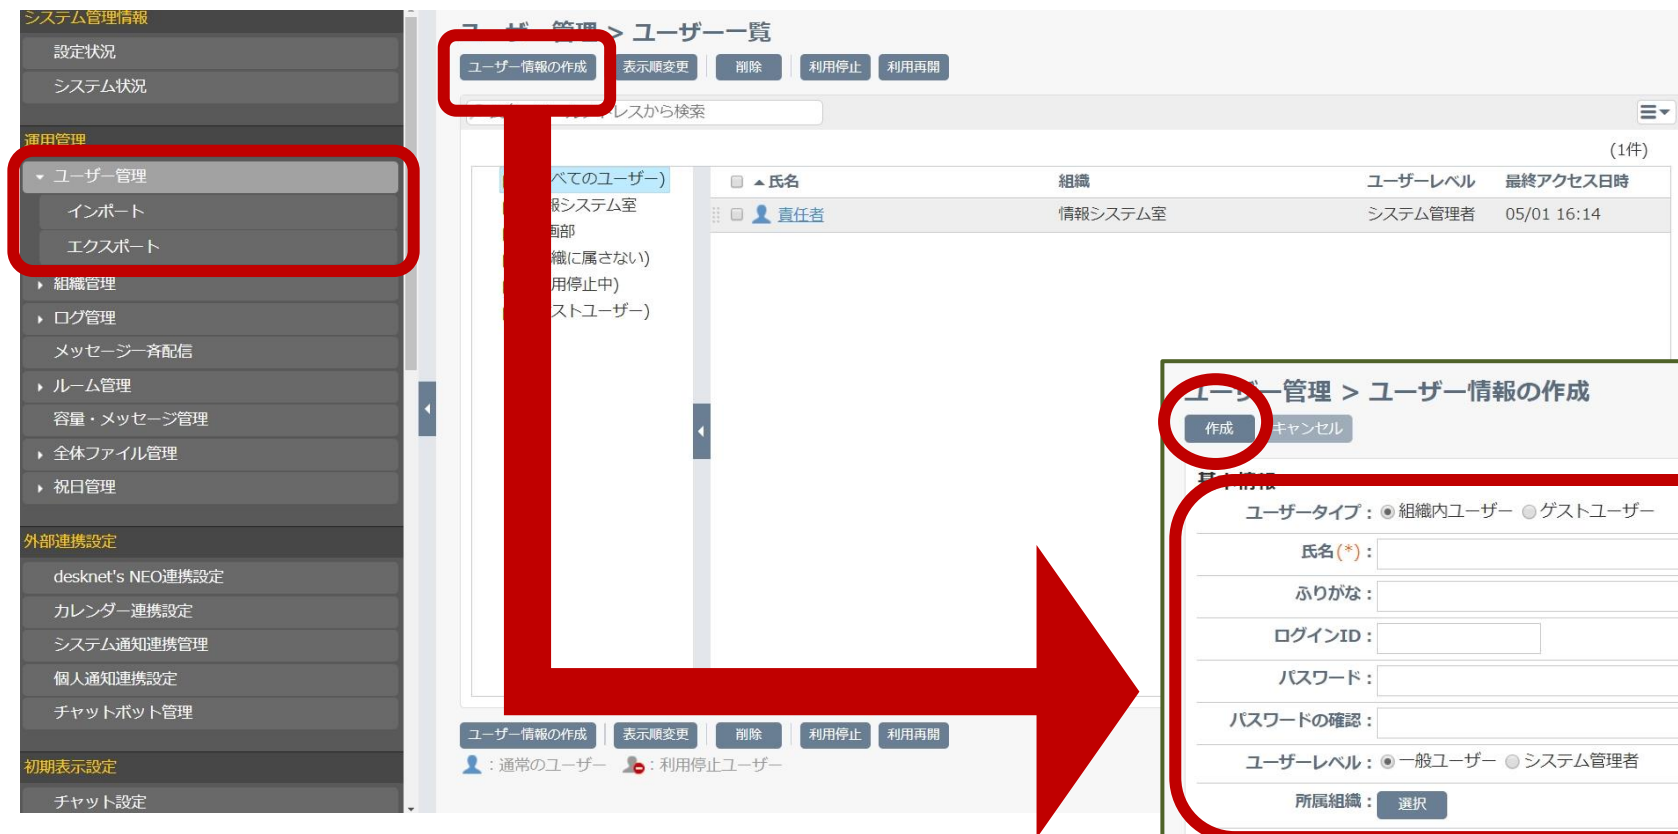 システム管理情報
設定状況
システム状況
運用管理
ユーザー管理
インポート
エクスポート
組織管理
ログ管理
メッセージ一斉配信
ルーム管理
容量・メッセージ管理
全体ファイル管理
祝日管理
外部連携設定
desknet's NEO連携設定
カレンダー連携設定
システム通知連携管理
個人通知連携設定
チャットボット管理
初期表示設定
チャット設定
ユーザー管理 > ユーザー一覧
ユーザー情報の作成 表示順変更 削除 利用停止 利用再開
レスから検索
(1件)
べてのユーザー)
システム室
画部
織に属さない)
用停止中)
ストユーザー)
氏名 組織 ユーザーレベル 最終アクセス日時
責任者 情報システム室 システム管理者 05/01 16:14
ユーザー情報の作成 表示順変更 削除 利用停止 利用再開
：通常のユーザー ：利用停止ユーザー
ユーザー管理 > ユーザー情報の作成
作成 キャンセル
基本情報
ユーザータイプ： 組織内ユーザー ゲストユーザー
氏名(*)：
ふりがな：
ログインID：
パスワード：
パスワードの確認：
ユーザーレベル： 一般ユーザー システム管理者
所属組織： 選択